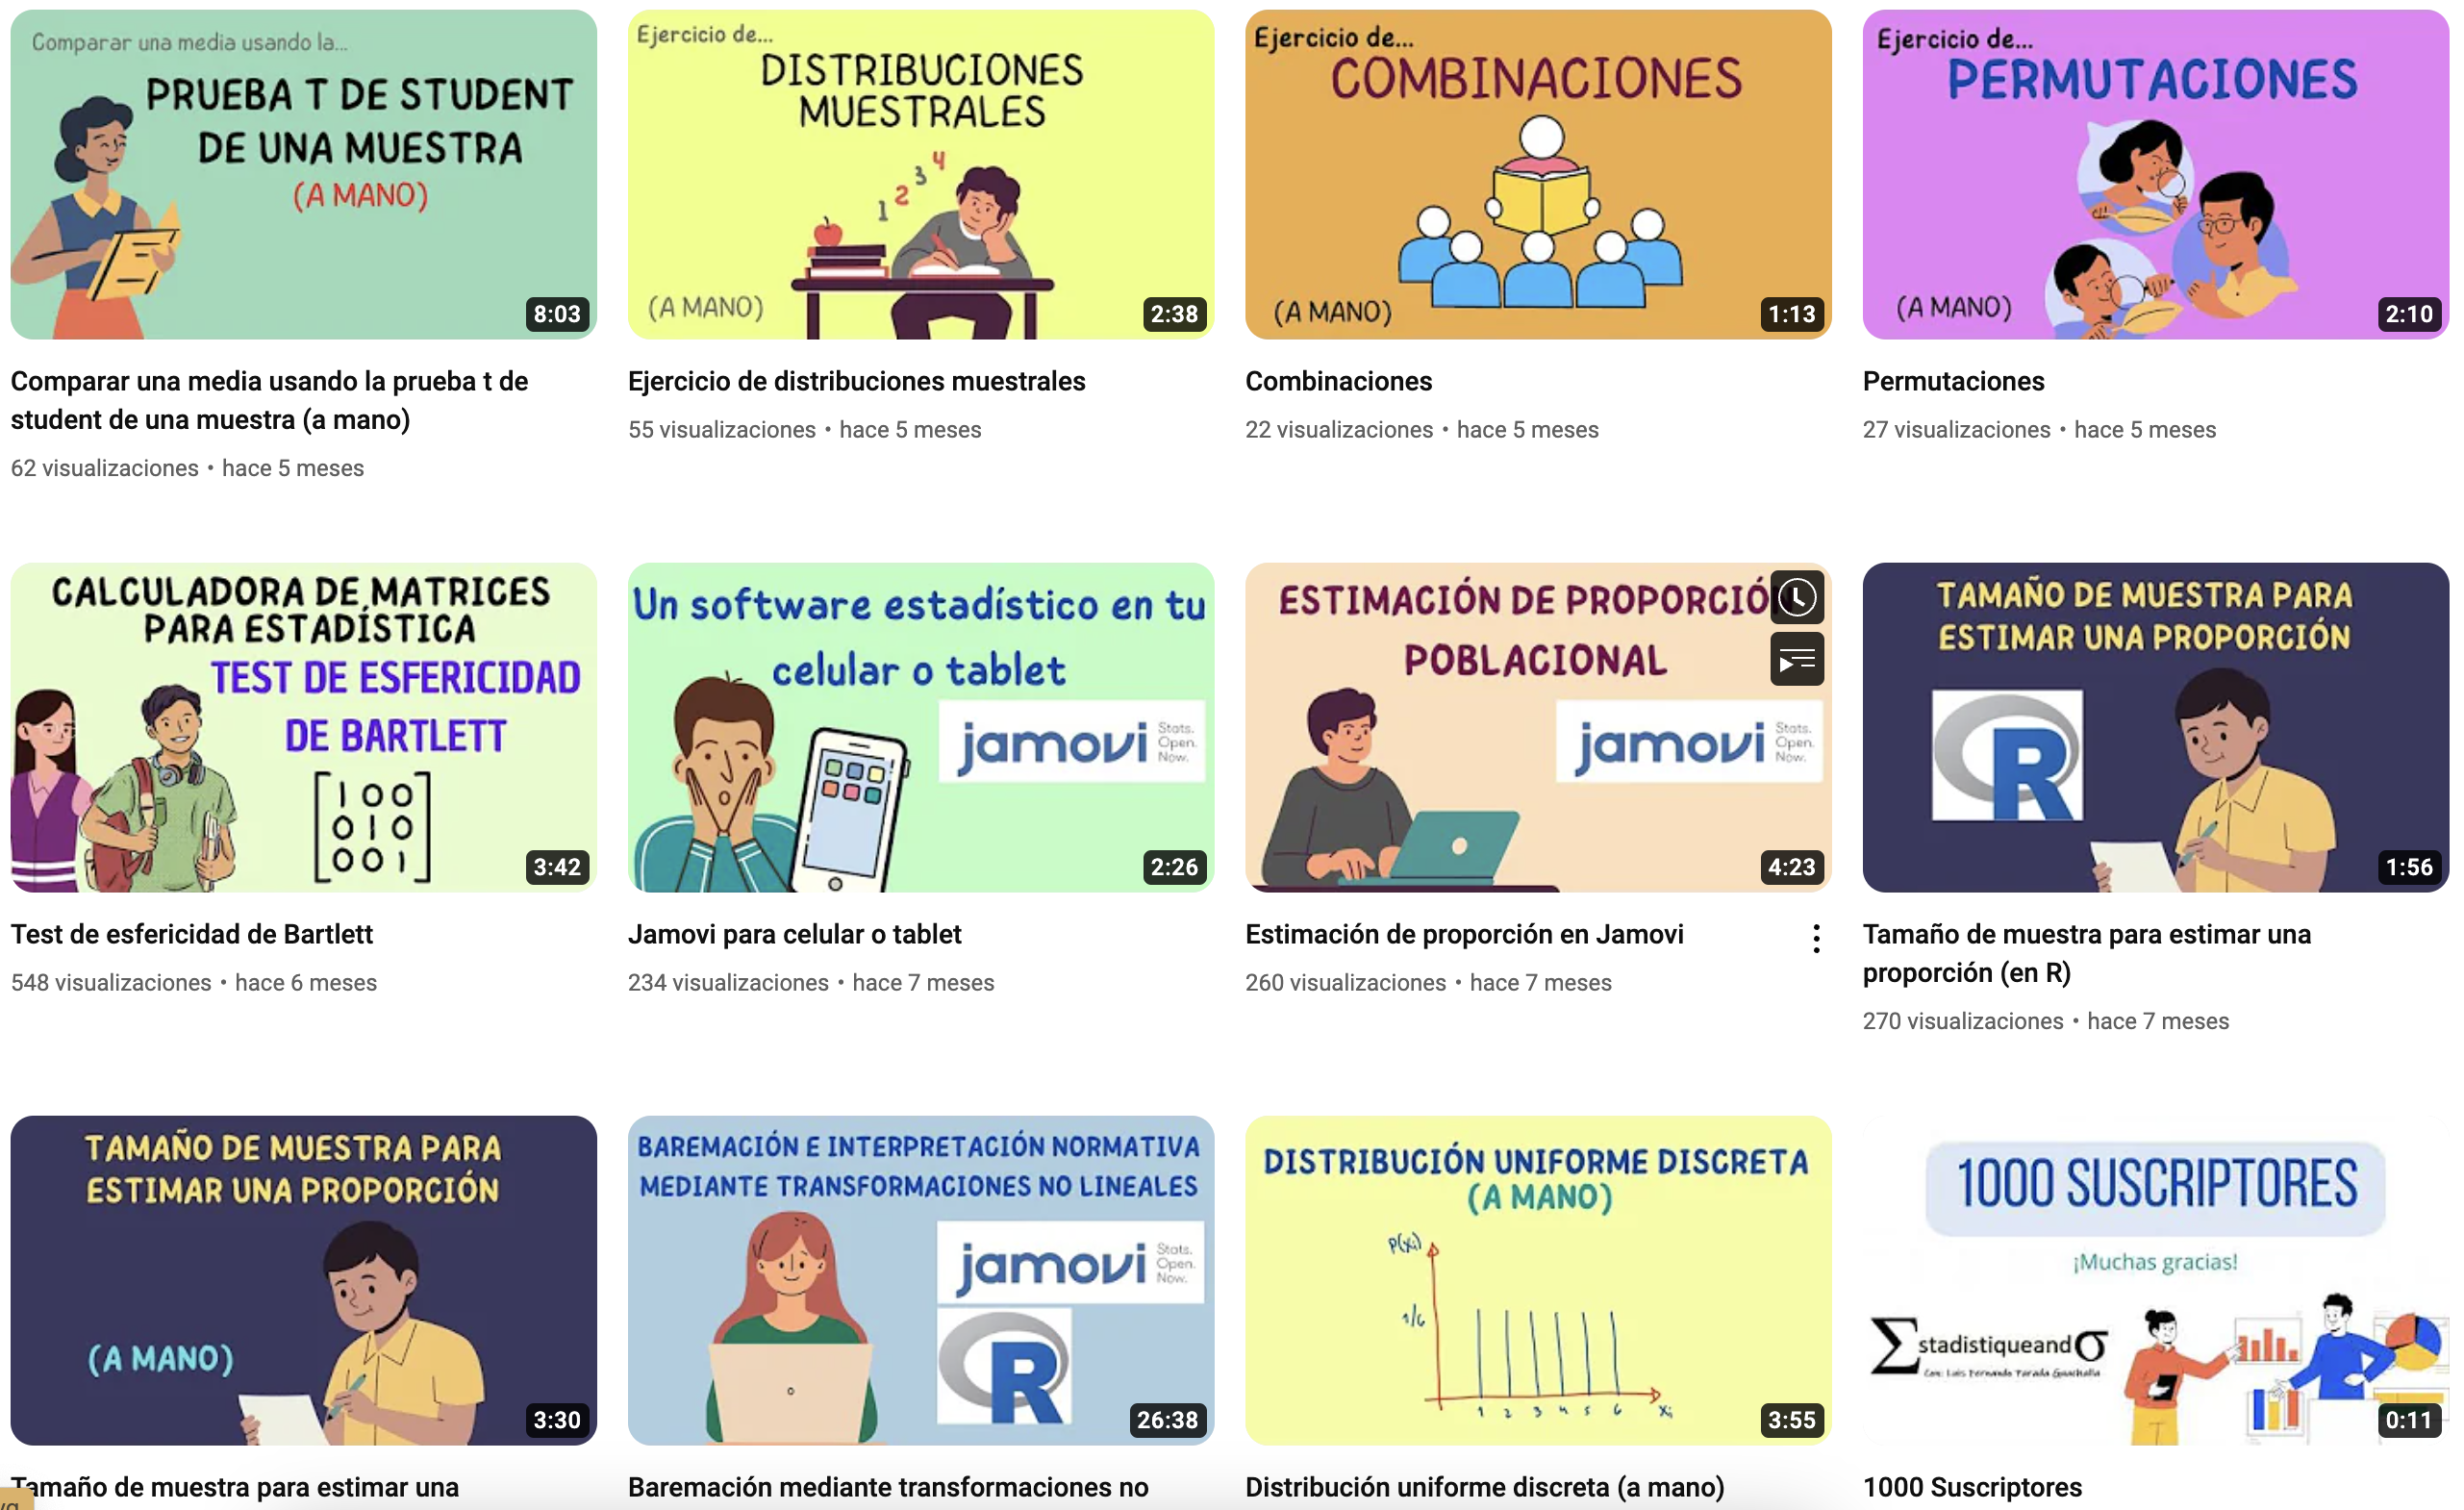 Comparar una media usando la...
PRUEBA T DE STUDENT
DE UNA MUESTRA
(A MANO)
8:03
Comparar una media usando la prueba t de
student de una muestra (a mano)
62 visualizaciones • hace 5 meses
Ejercicio de...
DISTRIBUCIONES
MUESTRALES
1 2 3 4
(A MANO)
2:38
Ejercicio de distribuciones muestrales
55 visualizaciones • hace 5 meses
Ejercicio de...
COMBINACIONES
(A MANO)
1:13
Combinaciones
22 visualizaciones • hace 5 meses
Ejercicio de...
PERMUTACIONES
(A MANO)
2:10
Permutaciones
27 visualizaciones • hace 5 meses
CALCULADORA DE MATRICES
PARA ESTADÍSTICA
TEST DE ESFERICIDAD
DE BARTLETT
1 0 0
0 1 0
0 0 1
3:42
Test de esfericidad de Bartlett
548 visualizaciones • hace 6 meses
Un software estadístico en tu
celular o tablet
jamovi
Stats.
Open.
Now.
2:26
Jamovi para celular o tablet
234 visualizaciones • hace 7 meses
ESTIMACIÓN DE PROPORCIÓN
POBLACIONAL
jamovi
Stats.
Open.
Now.
4:23
Estimación de proporción en Jamovi
260 visualizaciones • hace 7 meses
TAMAÑO DE MUESTRA PARA
ESTIMAR UNA PROPORCIÓN
R
1:56
Tamaño de muestra para estimar una
proporción (en R)
270 visualizaciones • hace 7 meses
TAMAÑO DE MUESTRA PARA
ESTIMAR UNA PROPORCIÓN
(A MANO)
3:30
Tamaño de muestra para estimar una
BAREMACIÓN E INTERPRETACIÓN NORMATIVA
MEDIANTE TRANSFORMACIONES NO LINEALES
jamovi
Stats.
Open.
Now.
R
26:38
Baremación mediante transformaciones no
DISTRIBUCIÓN UNIFORME DISCRETA
(A MANO)
P(xi)
1/6
1 2 3 4 5 6 xi
3:55
Distribución uniforme discreta (a mano)
1000 SUSCRIPTORES
¡Muchas gracias!
Σstadistiqueandσ
Con: Luis Fernando Parada Guachalla
0:11
1000 Suscriptores